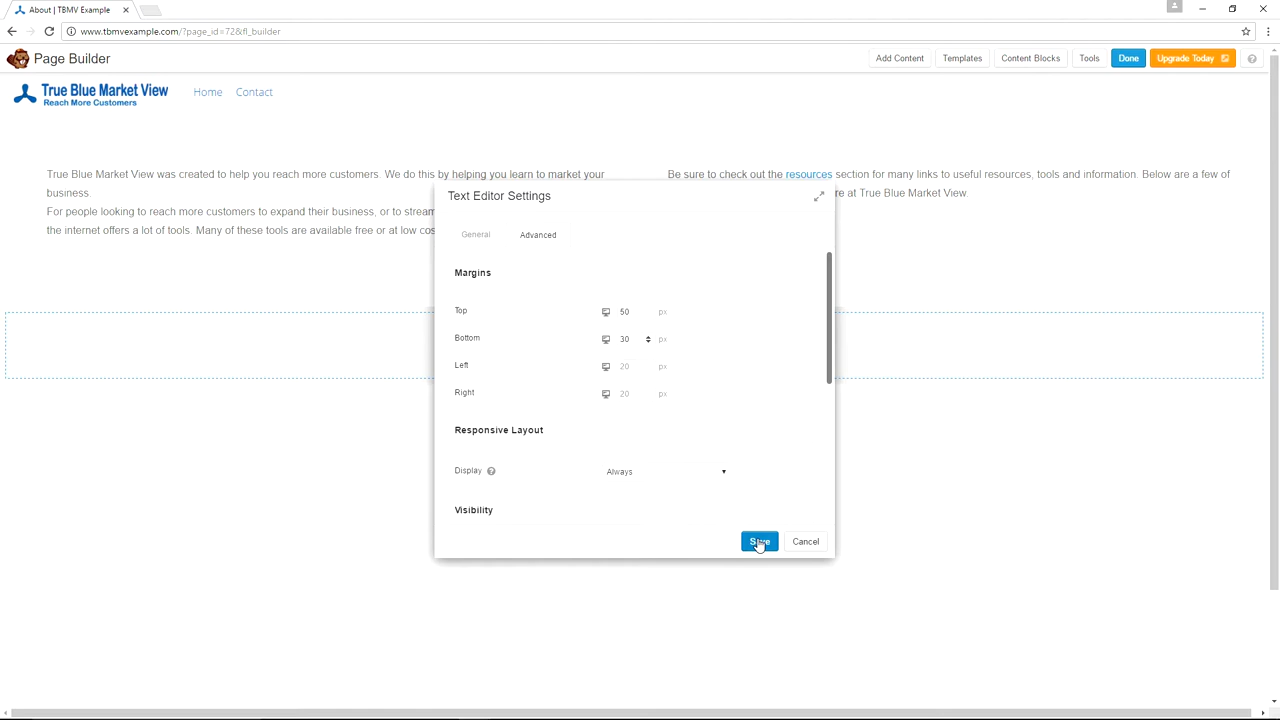 About | TBMV Example
www.tbmvexample.com/?page_id=72&fl_builder
Page Builder
Add Content
Templates
Content Blocks
Tools
Done
Upgrade Today
True Blue Market View
Reach More Customers
Home
Contact
True Blue Market View was created to help you reach more customers. We do this by helping you learn to market your
business.
For people looking to reach more customers to expand their business, or to
the internet offers a lot of tools. Many of these tools are available free or at low
Be sure to check out the resources section for many links to useful resources, tools and information. Below are a few of
at True Blue Market View.
Text Editor Settings
General
Advanced
Margins
Top 50 px
Bottom 30 px
Left 20 px
Right 20 px
Responsive Layout
Display ? Always
Visibility
Save
Cancel